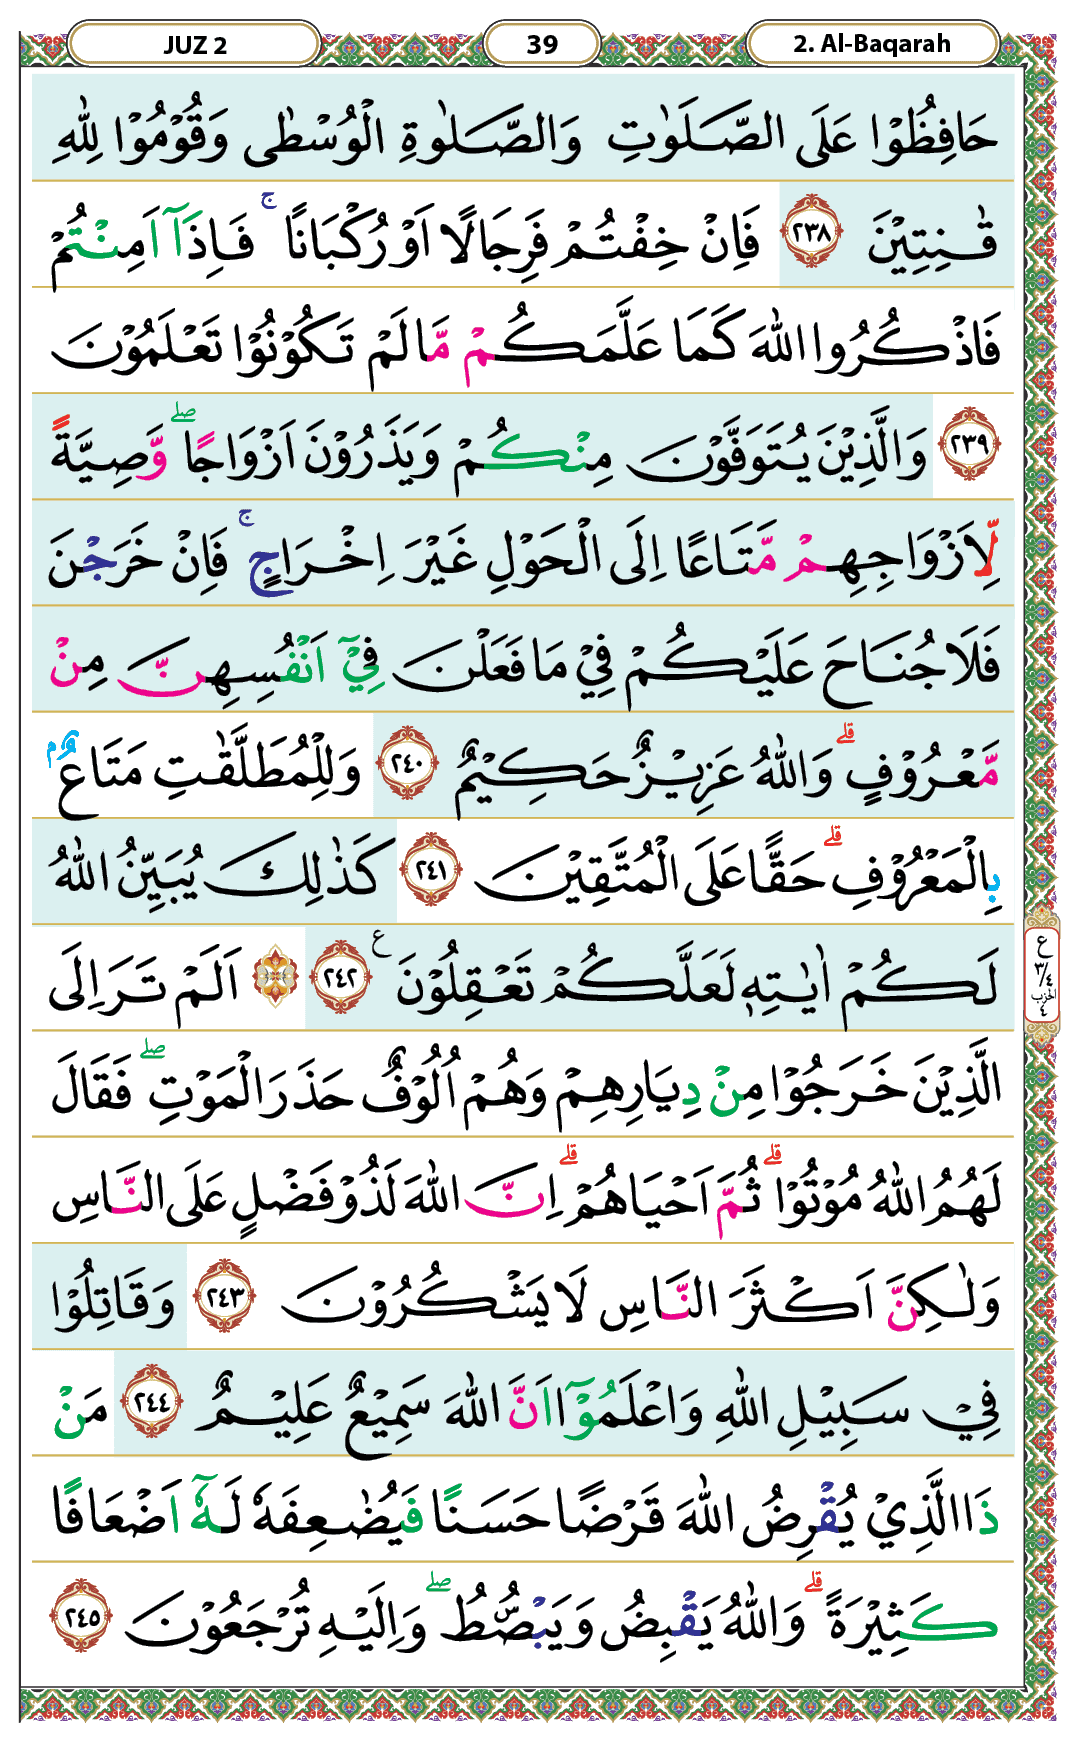 JUZ 2
39
2. Al-Baqarah
حَافِظُوْا عَلَى الصَّلَوٰتِ وَالصَّلٰوةِ الْوُسْطٰى وَقُوْمُوْا لِلّٰهِ
قٰنِتِيْنَ ٢٣٨ فَاِنْ خِفْتُمْ فَرِجَالًا اَوْ رُكْبَانًا ۚ فَاِذَآ اَمِنْتُمْ
فَاذْكُرُوا اللّٰهَ كَمَا عَلَّمَكُمْ مَّا لَمْ تَكُوْنُوْا تَعْلَمُوْنَ
٢٣٩ وَالَّذِيْنَ يُتَوَفَّوْنَ مِنْكُمْ وَيَذَرُوْنَ اَزْوَاجًاۖ وَّصِيَّةً
لِّاَزْوَاجِهِمْ مَّتَاعًا اِلَى الْحَوْلِ غَيْرَ اِخْرَاجٍ ۚ فَاِنْ خَرَجْنَ
فَلَا جُنَاحَ عَلَيْكُمْ فِيْ مَا فَعَلْنَ فِيْٓ اَنْفُسِهِنَّ مِنْ
مَّعْرُوْفٍۗ وَاللّٰهُ عَزِيْزٌ حَكِيْمٌ ٢٤٠ وَلِلْمُطَلَّقٰتِ مَتَاعٌ ۢ
بِالْمَعْرُوْفِۗ حَقًّا عَلَى الْمُتَّقِيْنَ ٢٤١ كَذٰلِكَ يُبَيِّنُ اللّٰهُ
لَكُمْ اٰيٰتِهٖ لَعَلَّكُمْ تَعْقِلُوْنَ ع ٢٤٢ ۞ اَلَمْ تَرَ اِلَى
ع
٣/٤
الحزب
٤
الَّذِيْنَ خَرَجُوْا مِنْ دِيَارِهِمْ وَهُمْ اُلُوْفٌ حَذَرَ الْمَوْتِۖ فَقَالَ
لَهُمُ اللّٰهُ مُوْتُوْاۗ ثُمَّ اَحْيَاهُمْۗ اِنَّ اللّٰهَ لَذُوْ فَضْلٍ عَلَى النَّاسِ
وَلٰكِنَّ اَكْثَرَ النَّاسِ لَا يَشْكُرُوْنَ ٢٤٣ وَقَاتِلُوْا
فِيْ سَبِيْلِ اللّٰهِ وَاعْلَمُوْٓا اَنَّ اللّٰهَ سَمِيْعٌ عَلِيْمٌ ٢٤٤ مَنْ
ذَا الَّذِيْ يُقْرِضُ اللّٰهَ قَرْضًا حَسَنًا فَيُضٰعِفَهٗ لَهٗٓ اَضْعَافًا
كَثِيْرَةًۗ وَاللّٰهُ يَقْبِضُ وَيَبْصُۣطُۖ وَاِلَيْهِ تُرْجَعُوْنَ ٢٤٥